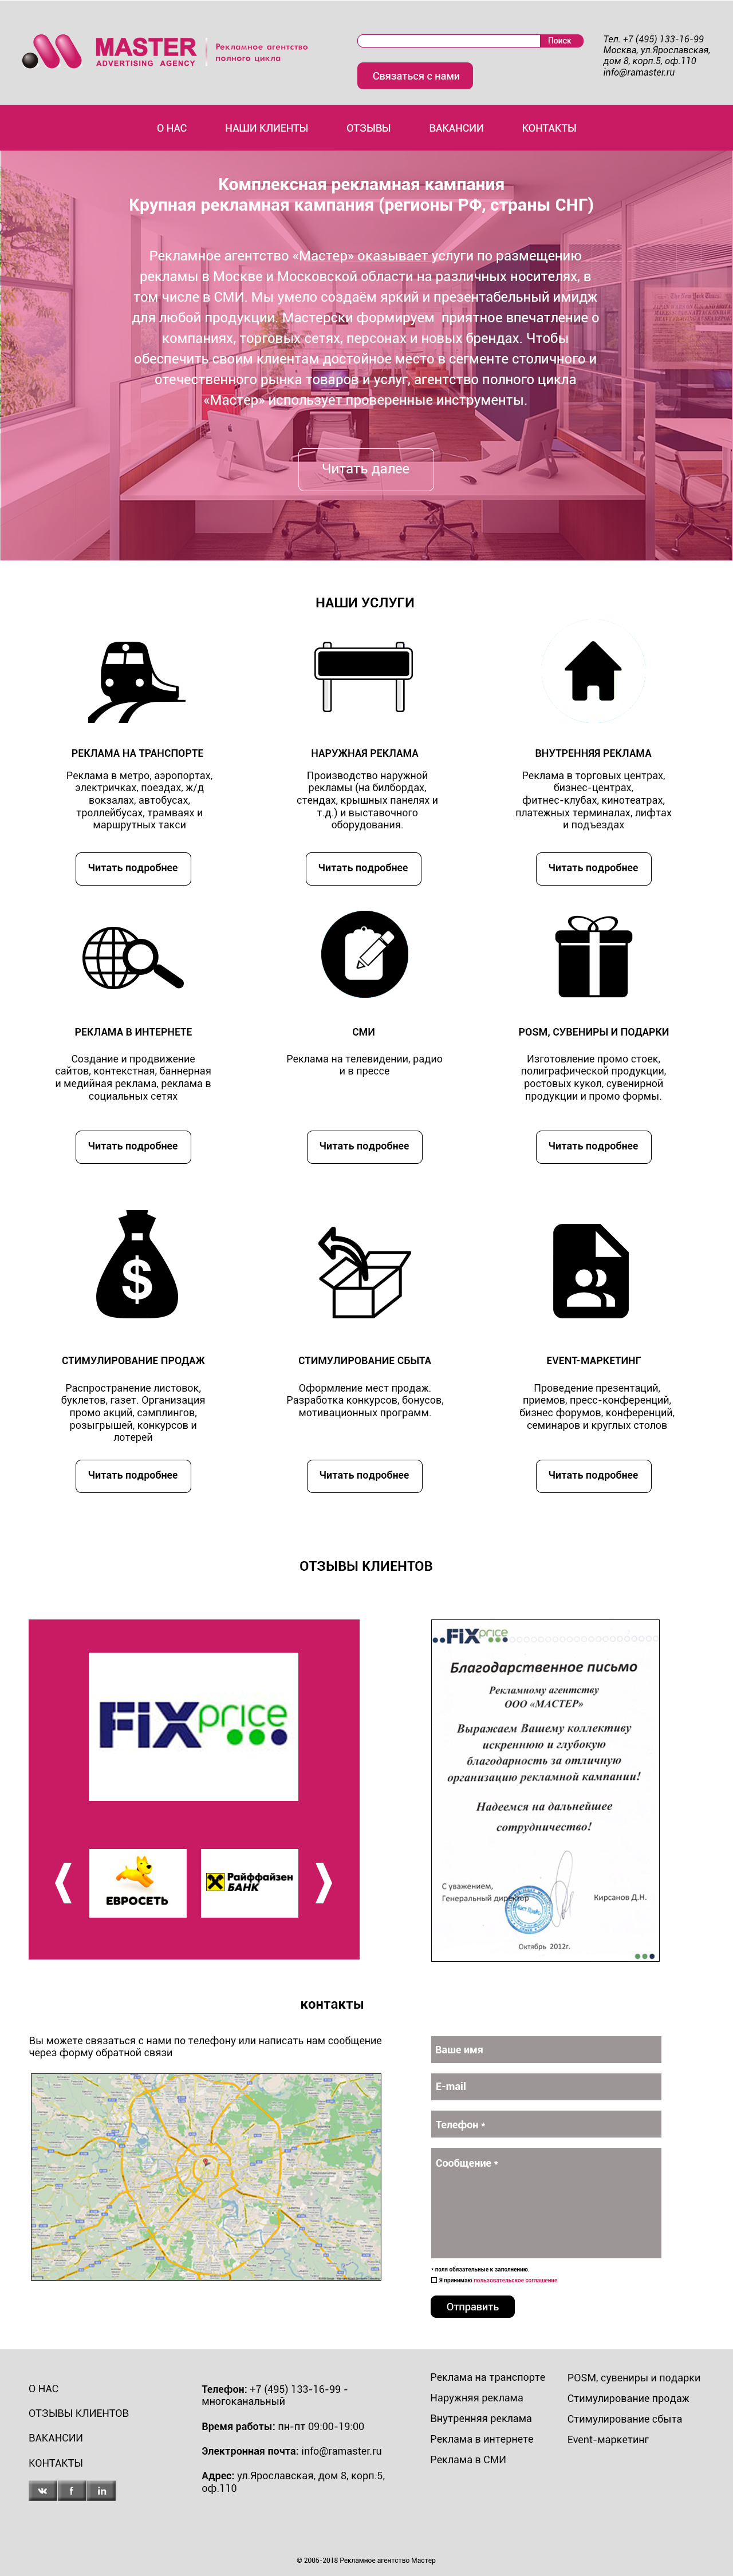 MASTER
ADVERTISING AGENCY
Рекламное агентство
полного цикла
Поиск
Связаться с нами
Тел. +7 (495) 133-16-99
Москва, ул.Ярославская,
дом 8, корп.5, оф.110
info@ramaster.ru
О НАС
НАШИ КЛИЕНТЫ
ОТЗЫВЫ
ВАКАНСИИ
КОНТАКТЫ
Комплексная рекламная кампания
Крупная рекламная кампания (регионы РФ, страны СНГ)
Рекламное агентство «Мастер» оказывает услуги по размещению
рекламы в Москве и Московской области на различных носителях, в
том числе в СМИ. Мы умело создаём яркий и презентабельный имидж
для любой продукции. Мастерски формируем приятное впечатление о
компаниях, торговых сетях, персонах и новых брендах. Чтобы
обеспечить своим клиентам достойное место в сегменте столичного и
отечественного рынка товаров и услуг, агентство полного цикла
«Мастер» использует проверенные инструменты.
Читать далее
НАШИ УСЛУГИ
РЕКЛАМА НА ТРАНСПОРТЕ
Реклама в метро, аэропортах,
электричках, поездах, ж/д
вокзалах, автобусах,
троллейбусах, трамваях и
маршрутных такси
Читать подробнее
НАРУЖНАЯ РЕКЛАМА
Производство наружной
рекламы (на билбордах,
стендах, крышных панелях и
т.д.) и выставочного
оборудования.
Читать подробнее
ВНУТРЕННЯЯ РЕКЛАМА
Реклама в торговых центрах,
бизнес-центрах,
фитнес-клубах, кинотеатрах,
платежных терминалах, лифтах
и подъездах
Читать подробнее
РЕКЛАМА В ИНТЕРНЕТЕ
Создание и продвижение
сайтов, контекстная, баннерная
и медийная реклама, реклама в
социальных сетях
Читать подробнее
СМИ
Реклама на телевидении, радио
и в прессе
Читать подробнее
POSM, СУВЕНИРЫ И ПОДАРКИ
Изготовление промо стоек,
полиграфической продукции,
ростовых кукол, сувенирной
продукции и промо формы.
Читать подробнее
$
СТИМУЛИРОВАНИЕ ПРОДАЖ
Распространение листовок,
буклетов, газет. Организация
промо акций, сэмплингов,
розыгрышей, конкурсов и
лотерей
Читать подробнее
СТИМУЛИРОВАНИЕ СБЫТА
Оформление мест продаж.
Разработка конкурсов, бонусов,
мотивационных программ.
Читать подробнее
EVENT-МАРКЕТИНГ
Проведение презентаций,
приемов, пресс-конференций,
бизнес форумов, конференций,
семинаров и круглых столов
Читать подробнее
ОТЗЫВЫ КЛИЕНТОВ
FiXprice
ЕВРОСЕТЬ
Райффайзен
БАНК
FiXprice
Благодарственное письмо
Рекламному агентству
ООО «МАСТЕР»
Выражаем Вашему коллективу
искреннюю и глубокую
благодарность за отличную
организацию рекламной кампании!
Надеемся на дальнейшее
сотрудничество!
С уважением,
Генеральный директор
Кирсанов Д.Н.
Октябрь 2012г.
контакты
Вы можете связаться с нами по телефону или написать нам сообщение
через форму обратной связи
Ваше имя
E-mail
Телефон *
Сообщение *
* поля обязательные к заполнению.
Я принимаю пользовательское соглашение
Отправить
О НАС
ОТЗЫВЫ КЛИЕНТОВ
ВАКАНСИИ
КОНТАКТЫ
f
in
Телефон: +7 (495) 133-16-99 -
многоканальный
Время работы: пн-пт 09:00-19:00
Электронная почта: info@ramaster.ru
Адрес: ул.Ярославская, дом 8, корп.5,
оф.110
Реклама на транспорте
Наружняя реклама
Внутренняя реклама
Реклама в интернете
Реклама в СМИ
POSM, сувениры и подарки
Стимулирование продаж
Стимулирование сбыта
Event-маркетинг
© 2005-2018 Рекламное агентство Мастер